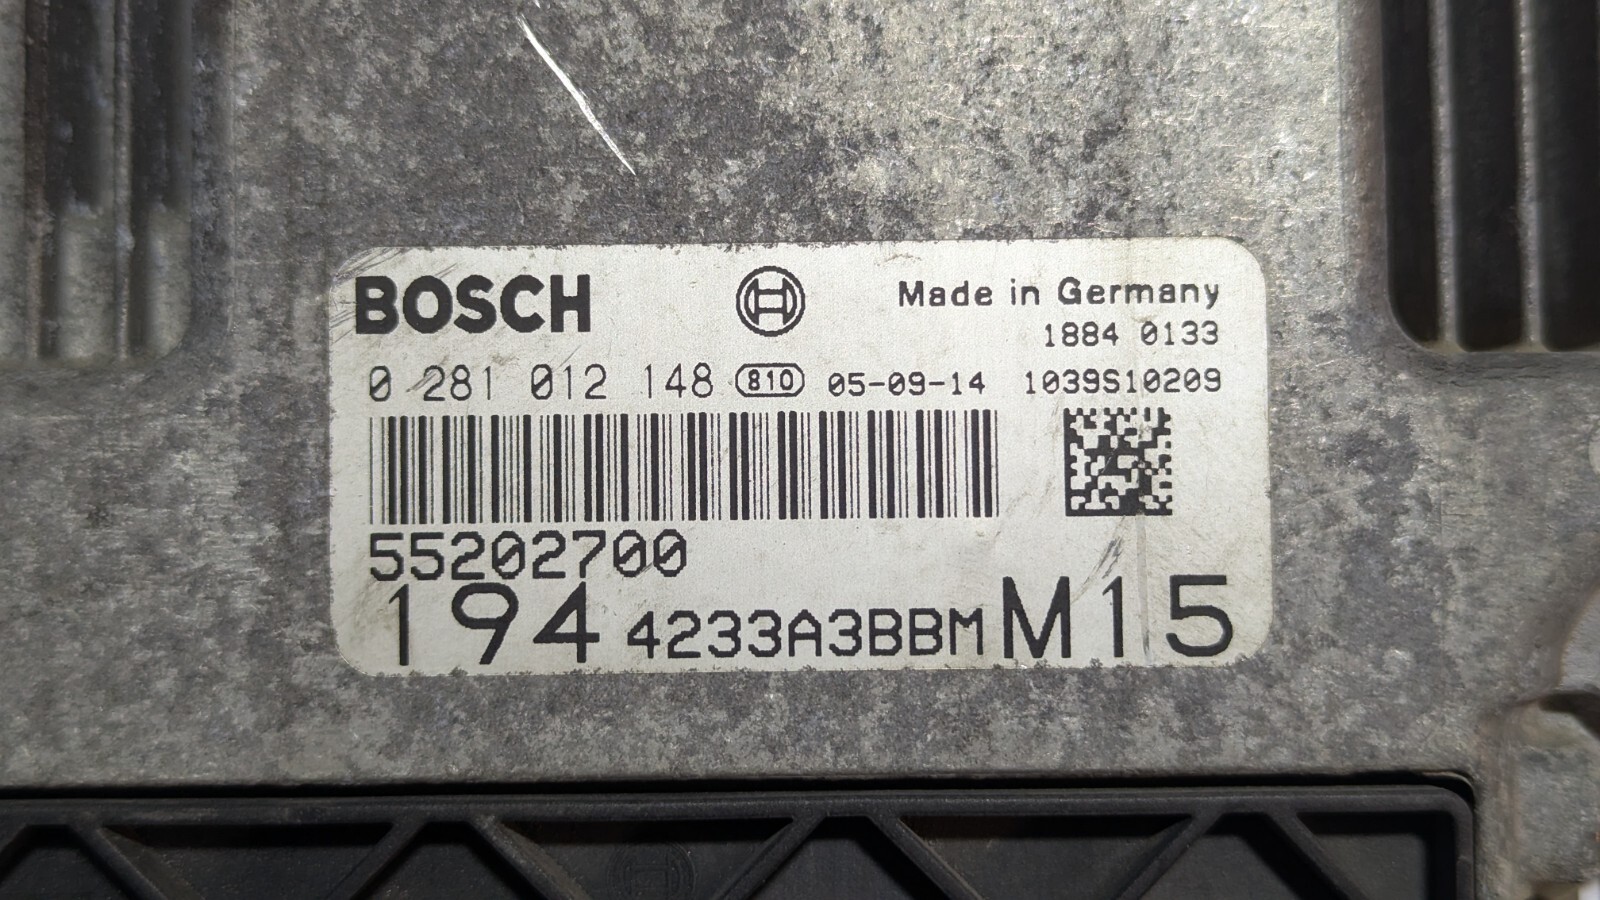 BOSCH
Made in Germany
1884 0133
0 281 012 148 810 05-09-14 1039S10209
55202700
194 4233A3BBM M15